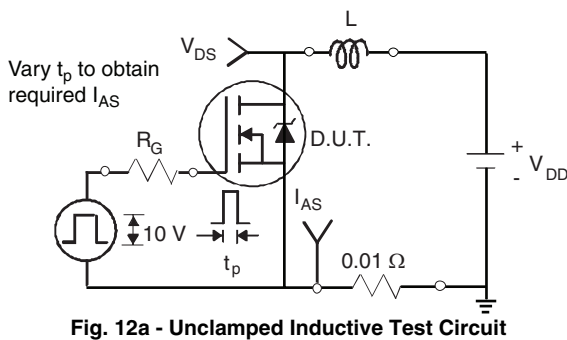 L
V_DS
Vary t_p to obtain
required I_AS
R_G
D.U.T.
+
-
V_DD
I_AS
10 V
t_p
0.01 Ω
Fig. 12a - Unclamped Inductive Test Circuit